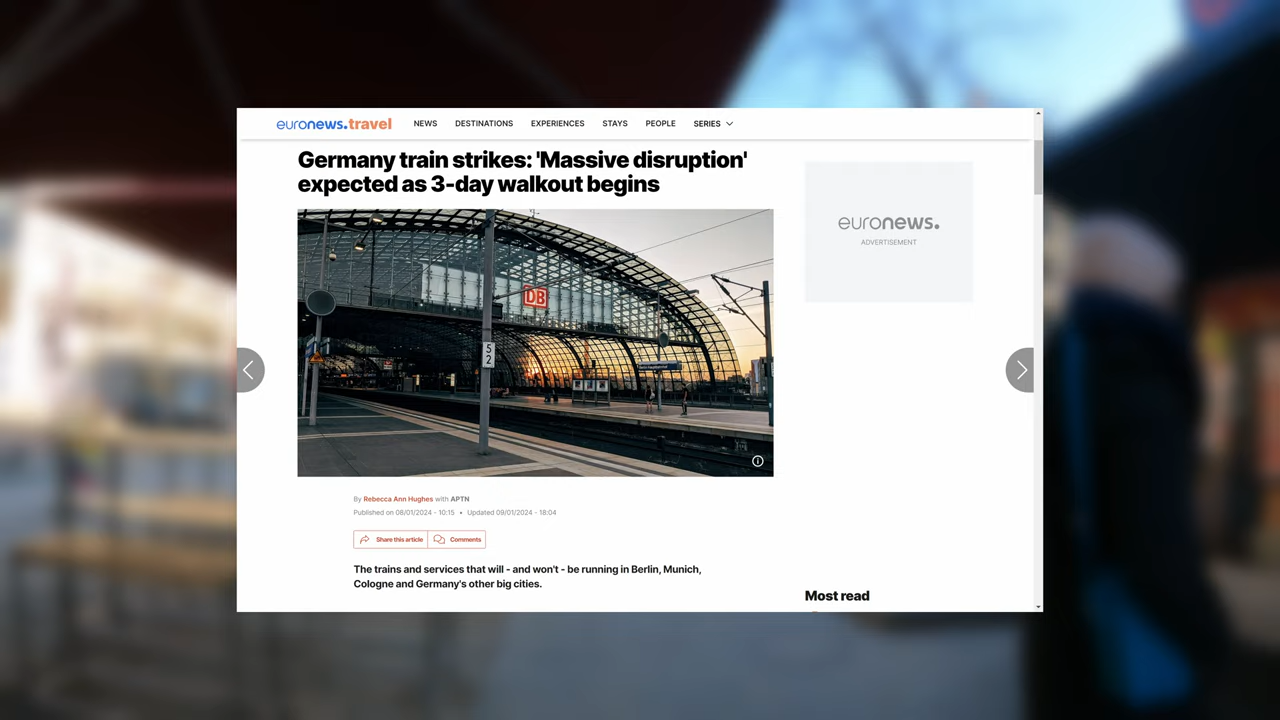 euronews.travel NEWS DESTINATIONS EXPERIENCES STAYS PEOPLE SERIES
Germany train strikes: 'Massive disruption'
expected as 3-day walkout begins
DB
5
2
euronews.
ADVERTISEMENT
By Rebecca Ann Hughes with APTN
Published on 08/01/2024 - 10:15 • Updated 09/01/2024 - 18:04
Share this article Comments
The trains and services that will - and won't - be running in Berlin, Munich,
Cologne and Germany's other big cities.
Most read